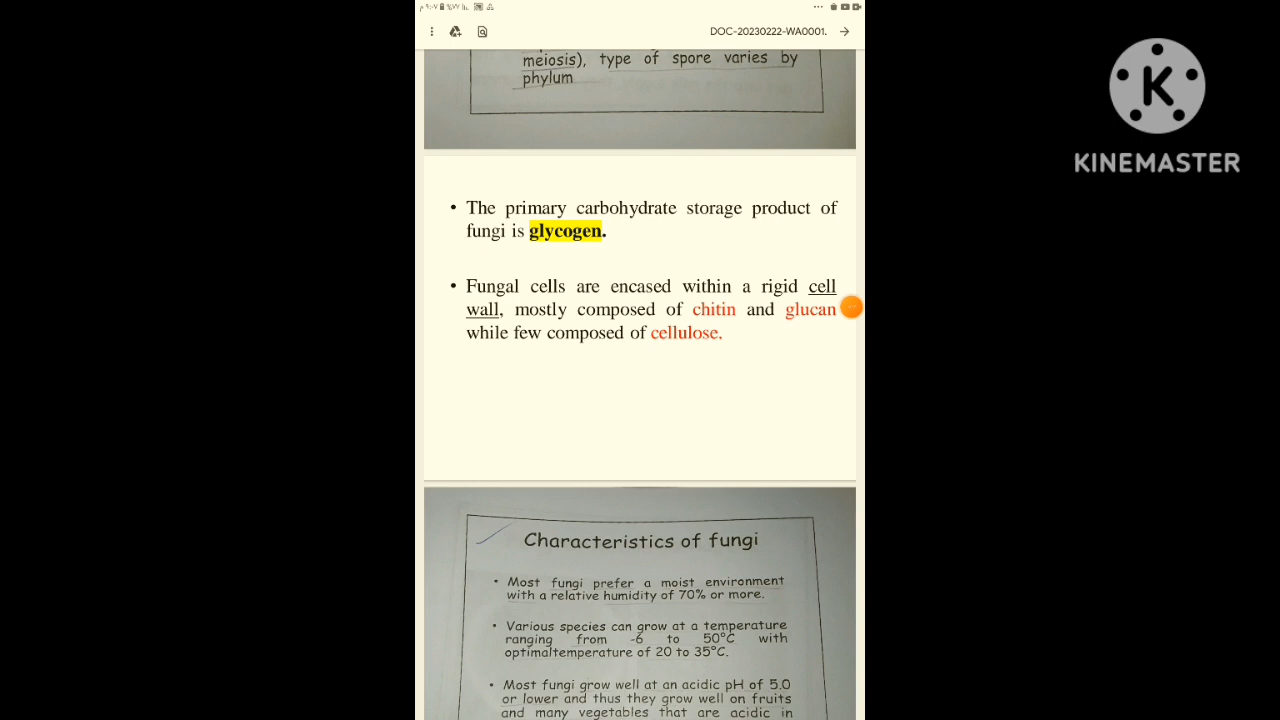 م ٩:٠٧ %٧٧
DOC-20230222-WA0001.
K
KINEMASTER
meiosis), type of spore varies by
phylum
• The primary carbohydrate storage product of
fungi is glycogen.
• Fungal cells are encased within a rigid cell
wall, mostly composed of chitin and glucan
while few composed of cellulose.
Characteristics of fungi
• Most fungi prefer a moist environment
with a relative humidity of 70% or more.
• Various species can grow at a temperature
ranging from -6 to 50°C with
optimaltemperature of 20 to 35°C.
• Most fungi grow well at an acidic pH of 5.0
or lower and thus they grow well on fruits
and many vegetables that are acidic in